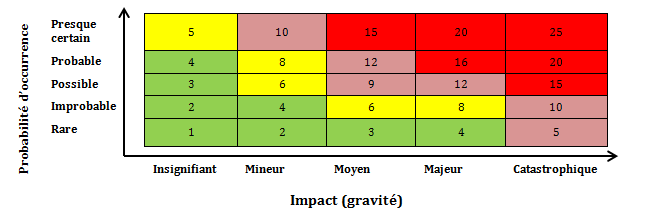 Probabilité d'occurrence
Presque certain 5 10 15 20 25
Probable 4 8 12 16 20
Possible 3 6 9 12 15
Improbable 2 4 6 8 10
Rare 1 2 3 4 5
Insignifiant Mineur Moyen Majeur Catastrophique
Impact (gravité)